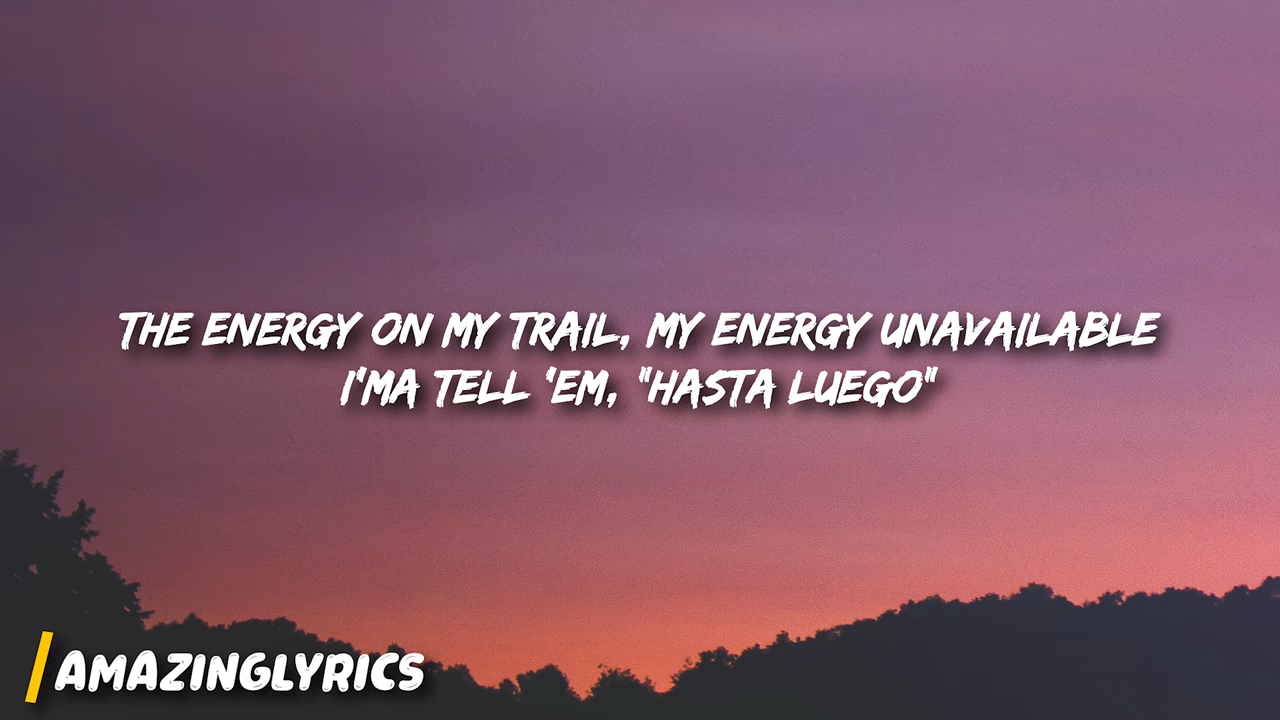 THE ENERGY ON MY TRAIL, MY ENERGY UNAVAILABLE
I'MA TELL 'EM, "HASTA LUEGO"
AMAZINGLYRICS